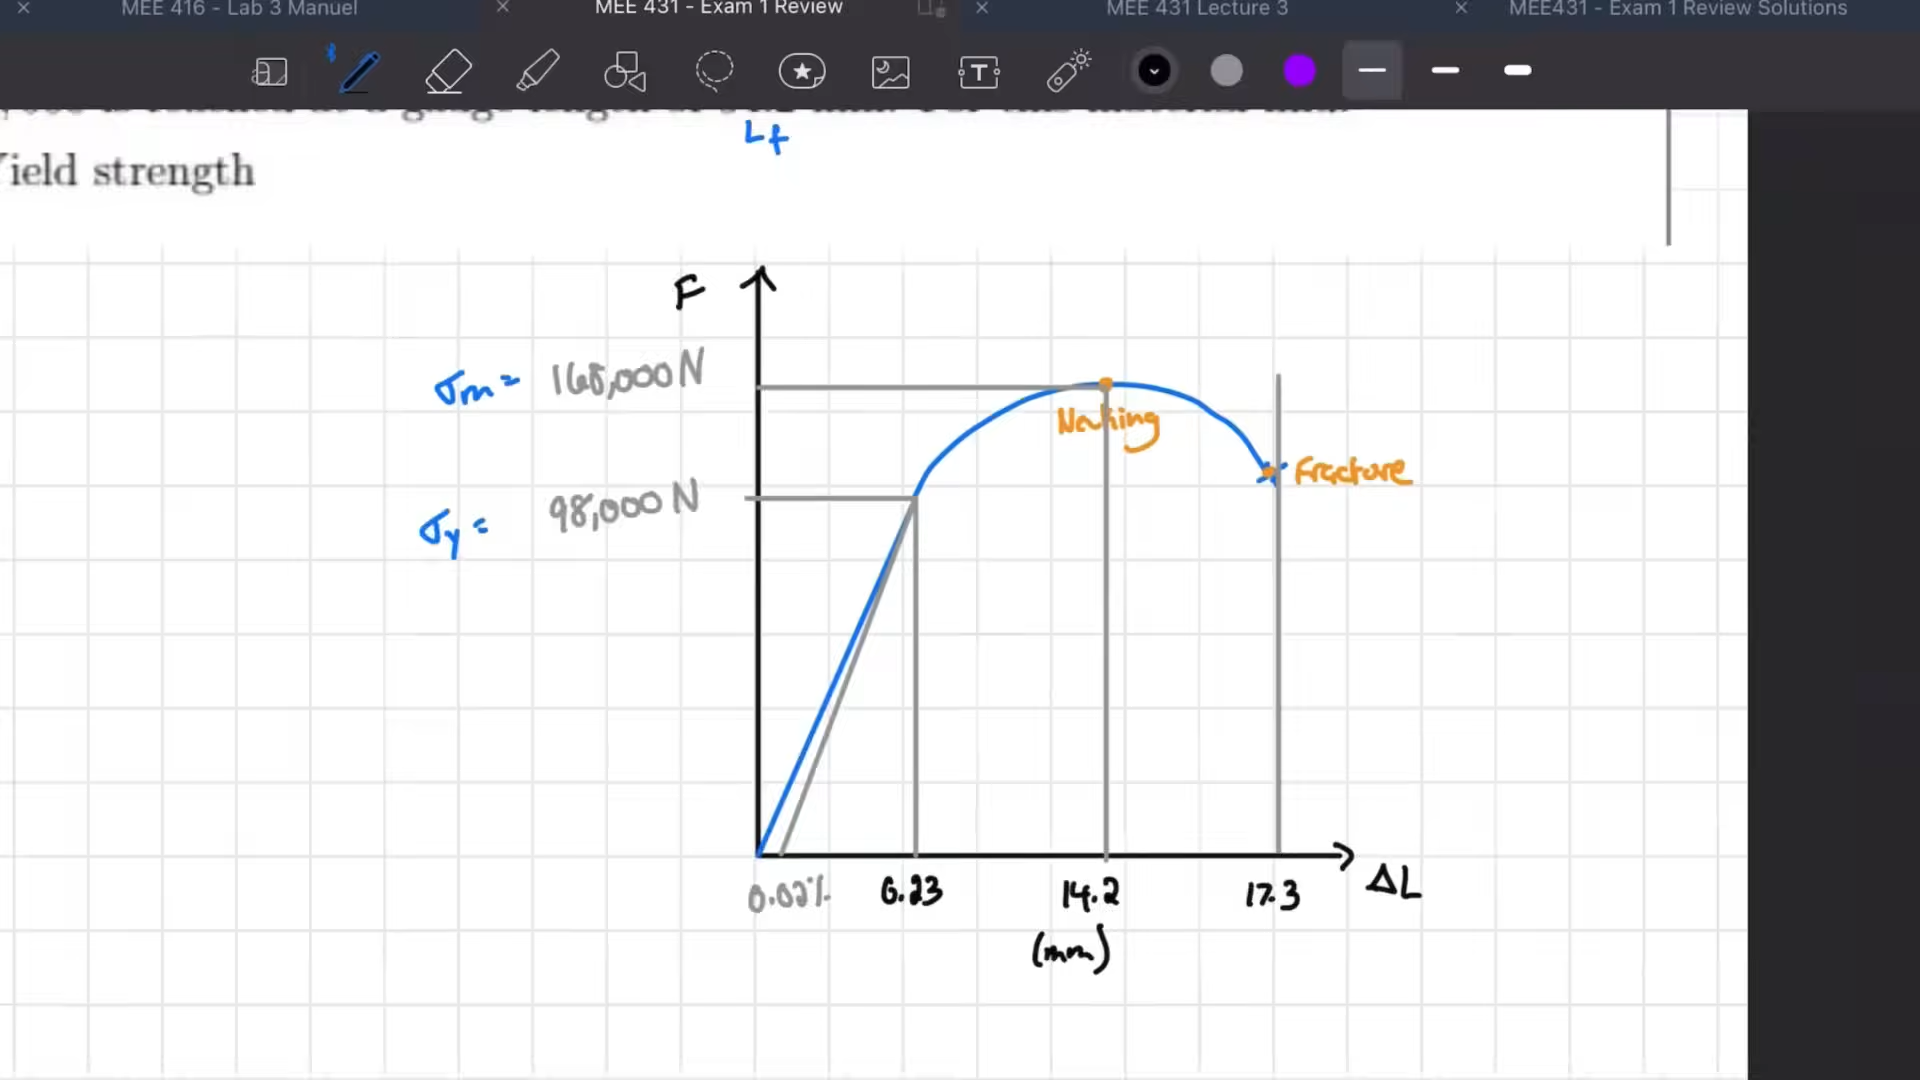 MEE 416 - Lab 3 Manuel
MEE 431 - Exam 1 Review
MEE 431 Lecture 3
MEE431 - Exam 1 Review Solutions
Lf
Yield strength
F
σm = 168,000 N
Necking
Fracture
σy = 98,000 N
0.02% 6.23 14.2 17.3 ΔL
(mm)